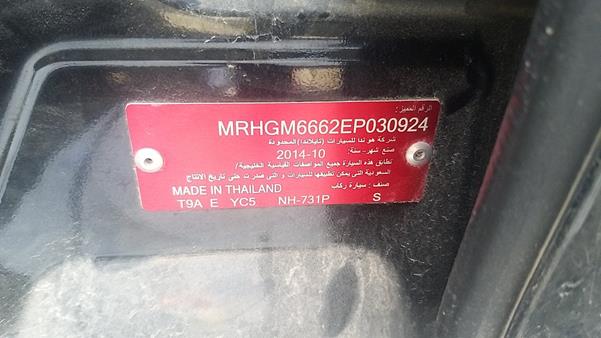 الرقم المميز:
MRHGM6662EP030924
شركة هوندا للسيارات (تايلاند) المحدودة
صنع شهر- سنة: 2014-10
تطابق هذه السيارة جميع المواصفات القياسية الخليجية/
السعودية التي يمكن تطبيقها للسيارات و التي صدرت حتى تاريخ الانتاج
صنف : سيارة ركاب
MADE IN THAILAND
T9A E YC5 NH-731P S